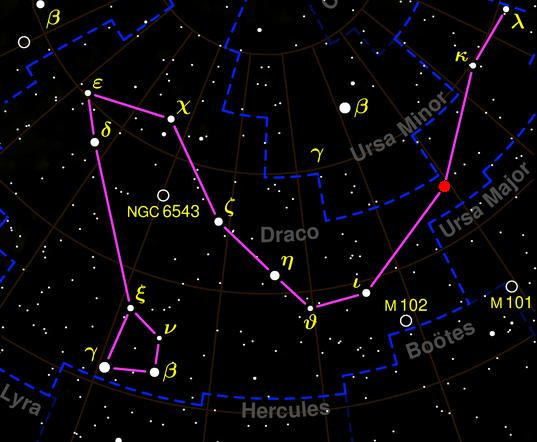 β
λ
κ
ε
χ
β
δ
γ
Ursa Minor
NGC 6543
ζ
Ursa Major
Draco
η
ι
ξ
M 102
M 101
ϑ
ν
Boötes
γ
β
Lyra
Hercules